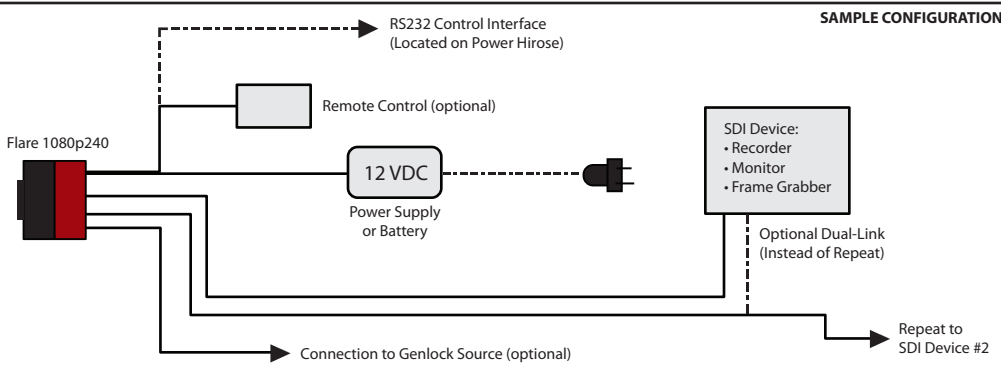 SAMPLE CONFIGURATION
RS232 Control Interface
(Located on Power Hirose)
Remote Control (optional)
Flare 1080p240
12 VDC
Power Supply
or Battery
SDI Device:
• Recorder
• Monitor
• Frame Grabber
Optional Dual-Link
(Instead of Repeat)
Repeat to
SDI Device #2
Connection to Genlock Source (optional)